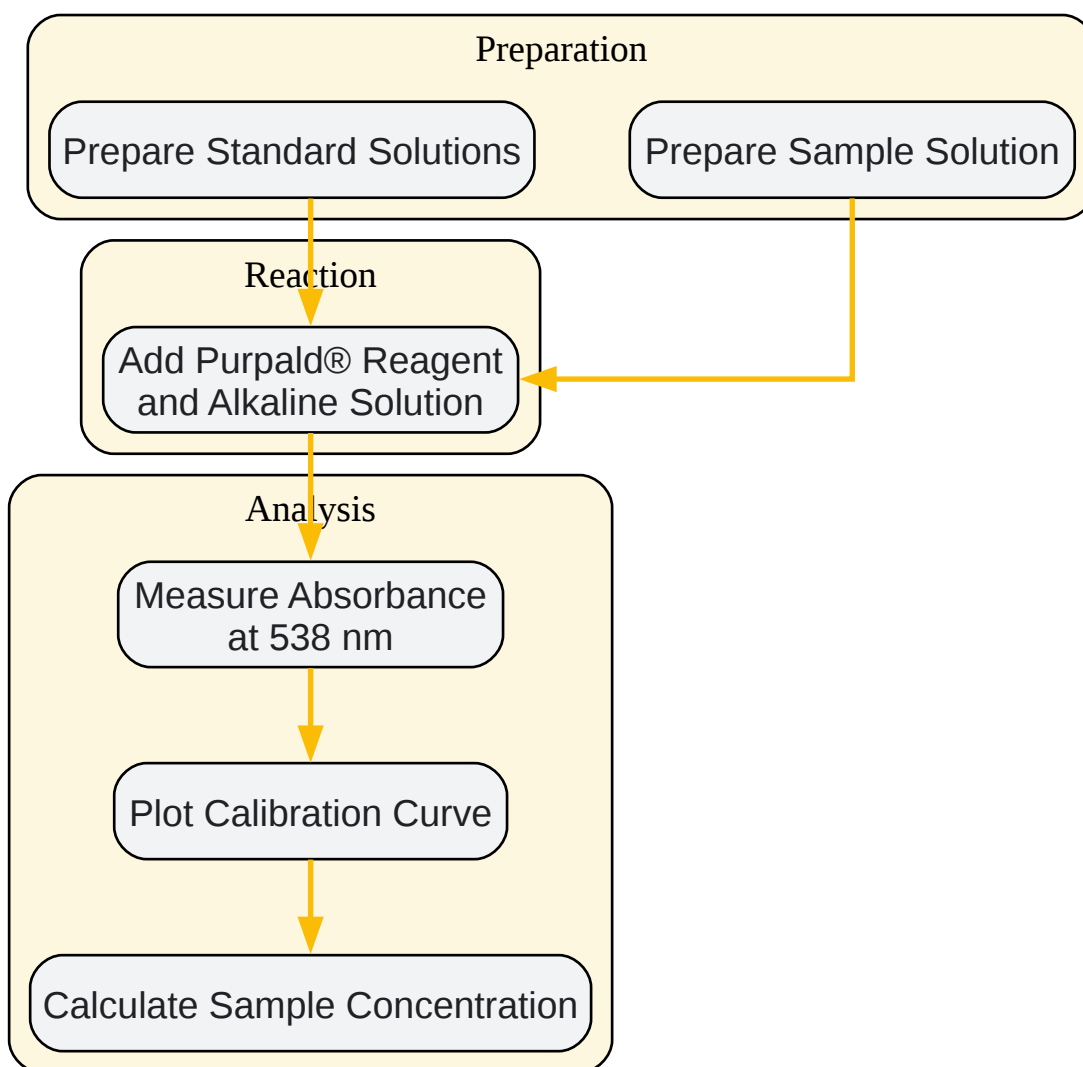 Preparation
Prepare Standard Solutions
Prepare Sample Solution
Reaction
Add Purpald® Reagent
and Alkaline Solution
Analysis
Measure Absorbance
at 538 nm
Plot Calibration Curve
Calculate Sample Concentration